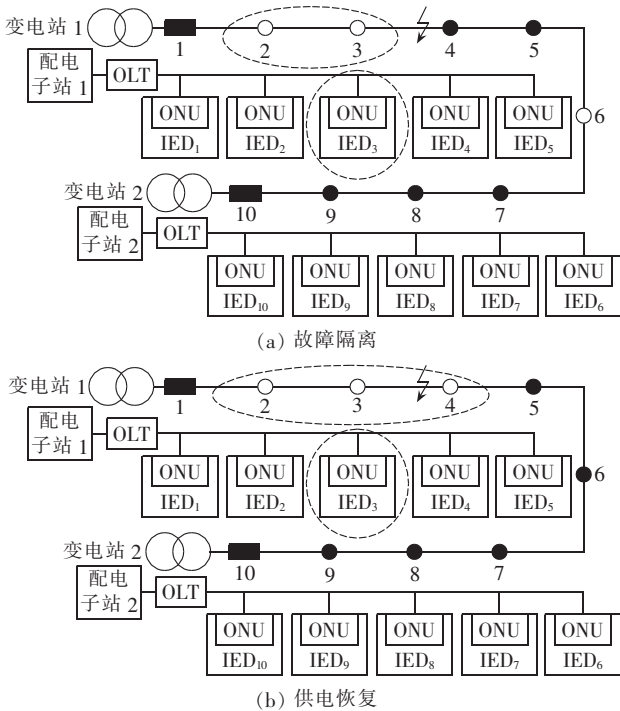 变电站 1
1 2 3 4 5
配电
子站 1
OLT
ONU ONU ONU ONU ONU
IED₁ IED₂ IED₃ IED₄ IED₅
6
变电站 2
10 9 8 7
配电
子站 2
OLT
ONU ONU ONU ONU ONU
IED₁₀ IED₉ IED₈ IED₇ IED₆
(a) 故障隔离
变电站 1
1 2 3 4 5
配电
子站 1
OLT
ONU ONU ONU ONU ONU
IED₁ IED₂ IED₃ IED₄ IED₅
6
变电站 2
10 9 8 7
配电
子站 2
OLT
ONU ONU ONU ONU ONU
IED₁₀ IED₉ IED₈ IED₇ IED₆
(b) 供电恢复